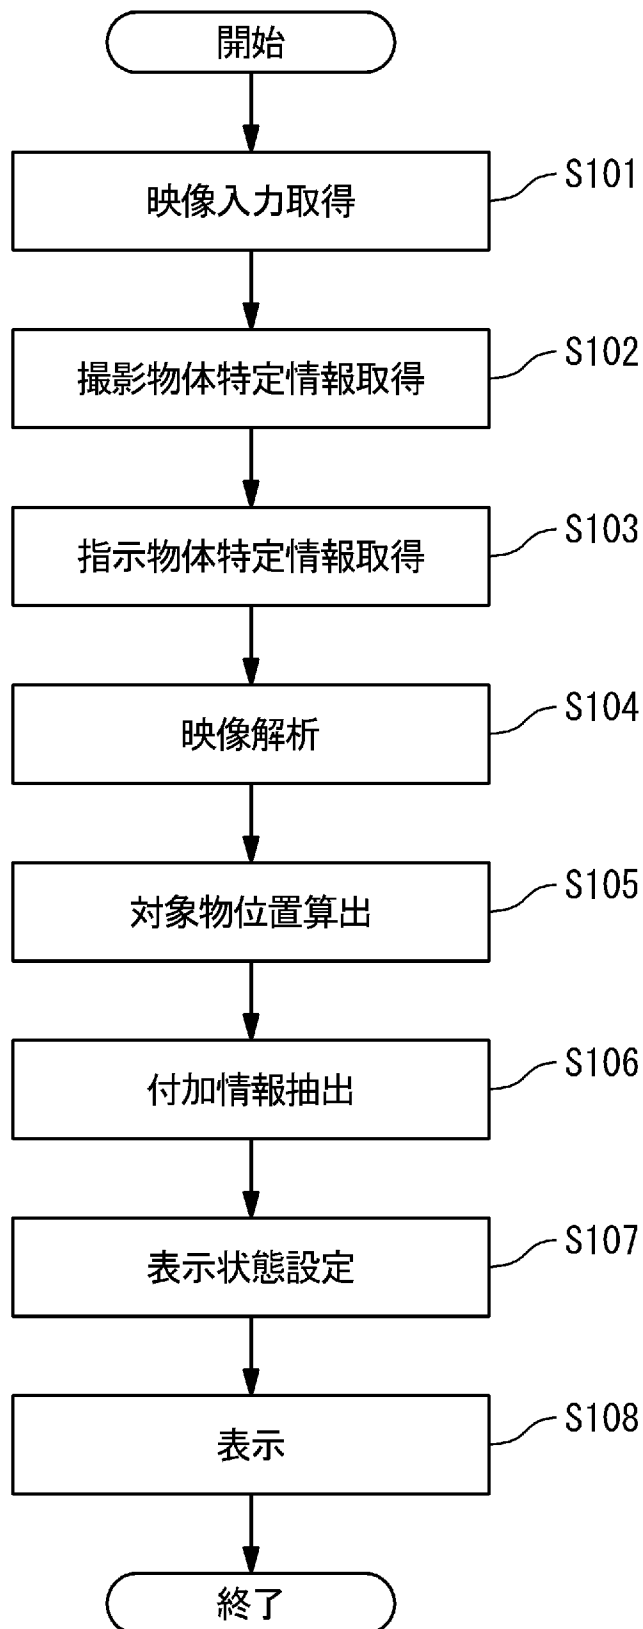 開始
映像入力取得
S101
撮影物体特定情報取得
S102
指示物体特定情報取得
S103
映像解析
S104
対象物位置算出
S105
付加情報抽出
S106
表示状態設定
S107
表示
S108
終了